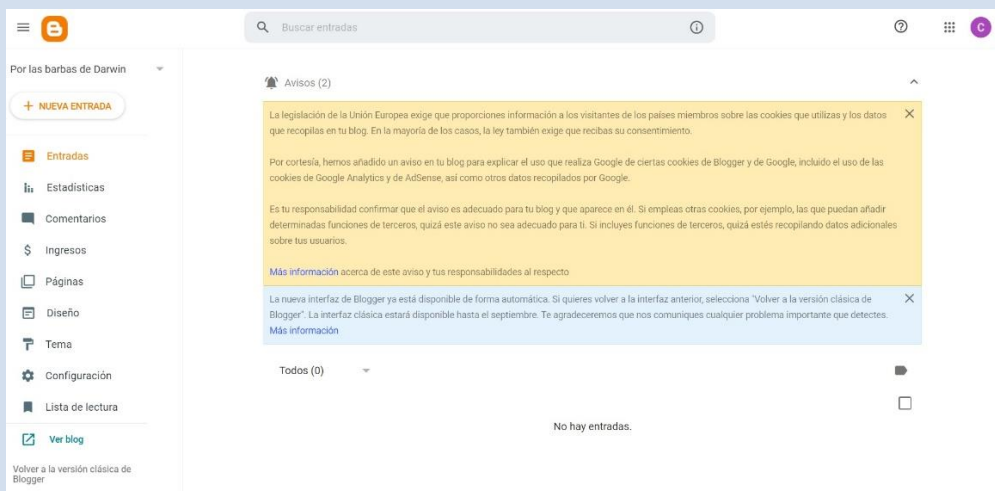 Buscar entradas
C
Por las barbas de Darwin
+ NUEVA ENTRADA
Entradas
Estadísticas
Comentarios
$ Ingresos
Páginas
Diseño
Tema
Configuración
Lista de lectura
Ver blog
Volver a la versión clásica de
Blogger
Avisos (2)
La legislación de la Unión Europea exige que proporciones información a los visitantes de los países miembros sobre las cookies que utilizas y los datos
que recopilas en tu blog. En la mayoría de los casos, la ley también exige que recibas su consentimiento.
Por cortesía, hemos añadido un aviso en tu blog para explicar el uso que realiza Google de ciertas cookies de Blogger y de Google, incluido el uso de las
cookies de Google Analytics y de AdSense, así como otros datos recopilados por Google.
Es tu responsabilidad confirmar que el aviso es adecuado para tu blog y que aparece en él. Si empleas otras cookies, por ejemplo, las que puedan añadir
determinadas funciones de terceros, quizá este aviso no sea adecuado para ti. Si incluyes funciones de terceros, quizá estés recopilando datos adicionales
sobre tus usuarios.
Más información acerca de este aviso y tus responsabilidades al respecto
La nueva interfaz de Blogger ya está disponible de forma automática. Si quieres volver a la interfaz anterior, selecciona "Volver a la versión clásica de
Blogger". La interfaz clásica estará disponible hasta el septiembre. Te agradeceremos que nos comuniques cualquier problema importante que detectes.
Más información
Todos (0)
No hay entradas.